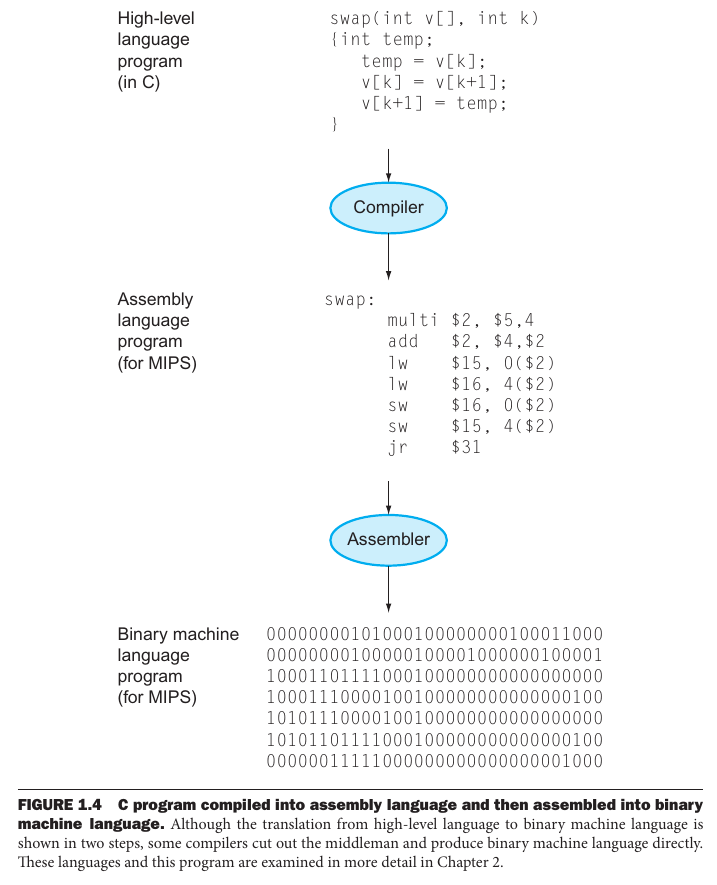 High-level
language
program
(in C)
swap(int v[], int k)
{int temp;
temp = v[k];
v[k] = v[k+1];
v[k+1] = temp;
}
Compiler
Assembly
language
program
(for MIPS)
swap:
multi $2, $5,4
add $2, $4,$2
lw $15, 0($2)
lw $16, 4($2)
sw $16, 0($2)
sw $15, 4($2)
jr $31
Assembler
Binary machine
language
program
(for MIPS)
00000000101000100000000100011000
00000000100000100001000000100001
10001101111000100000000000000000
10001110000100100000000000000100
10101110000100100000000000000000
10101101111000100000000000000100
00000011111000000000000000001000
FIGURE 1.4 C program compiled into assembly language and then assembled into binary
machine language. Although the translation from high-level language to binary machine language is
shown in two steps, some compilers cut out the middleman and produce binary machine language directly.
These languages and this program are examined in more detail in Chapter 2.